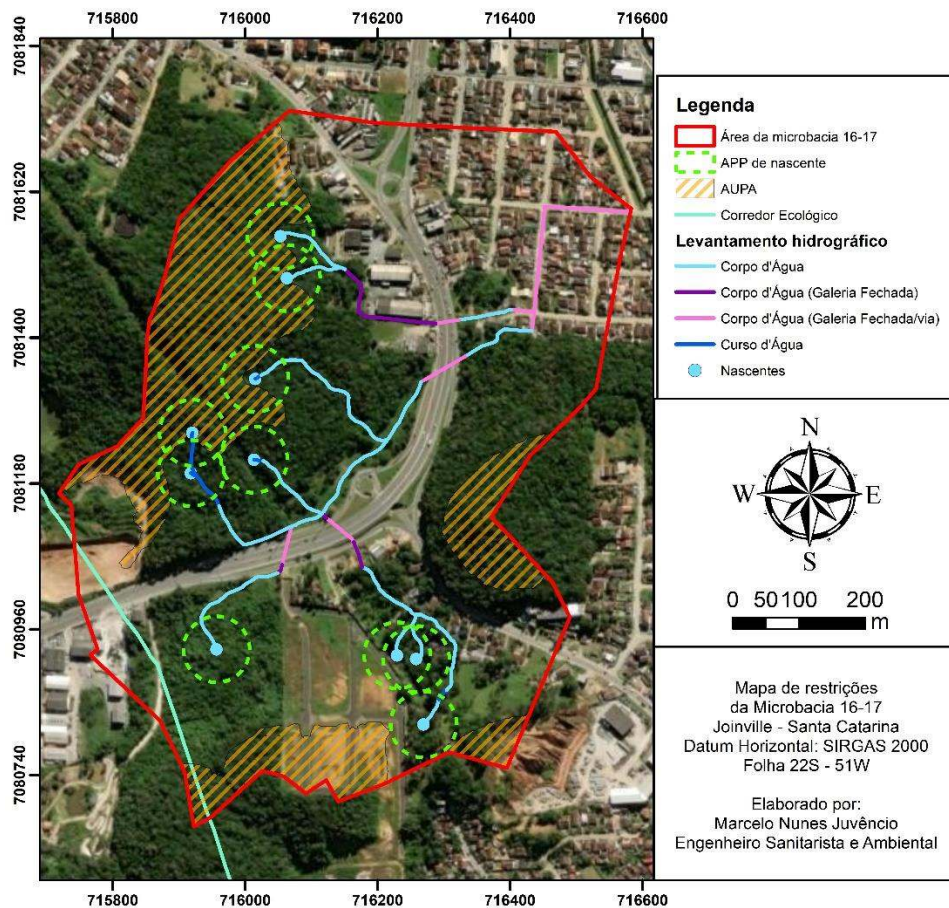 715800 716000 716200 716400 716600
7081840
7081620
7081400
7081180
7080960
7080740
715800 716000 716200 716400 716600
Legenda
Área da microbacia 16-17
APP de nascente
AUPA
Corredor Ecológico
Levantamento hidrográfico
Corpo d'Água
Corpo d'Água (Galeria Fechada)
Corpo d'Água (Galeria Fechada/via)
Curso d'Água
Nascentes
N
W E
S
0 50 100 200
m
Mapa de restrições
da Microbacia 16-17
Joinville - Santa Catarina
Datum Horizontal: SIRGAS 2000
Folha 22S - 51W
Elaborado por:
Marcelo Nunes Juvêncio
Engenheiro Sanitarista e Ambiental